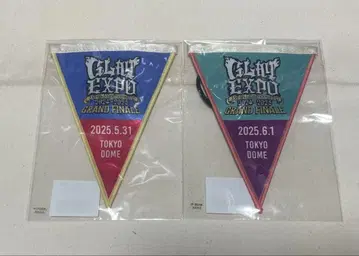 GLAY
EXPO
GRAND FINALE
2025.5.31
TOKYO
DOME
GLAY
EXPO
GRAND FINALE
2025.6.1
TOKYO
DOME